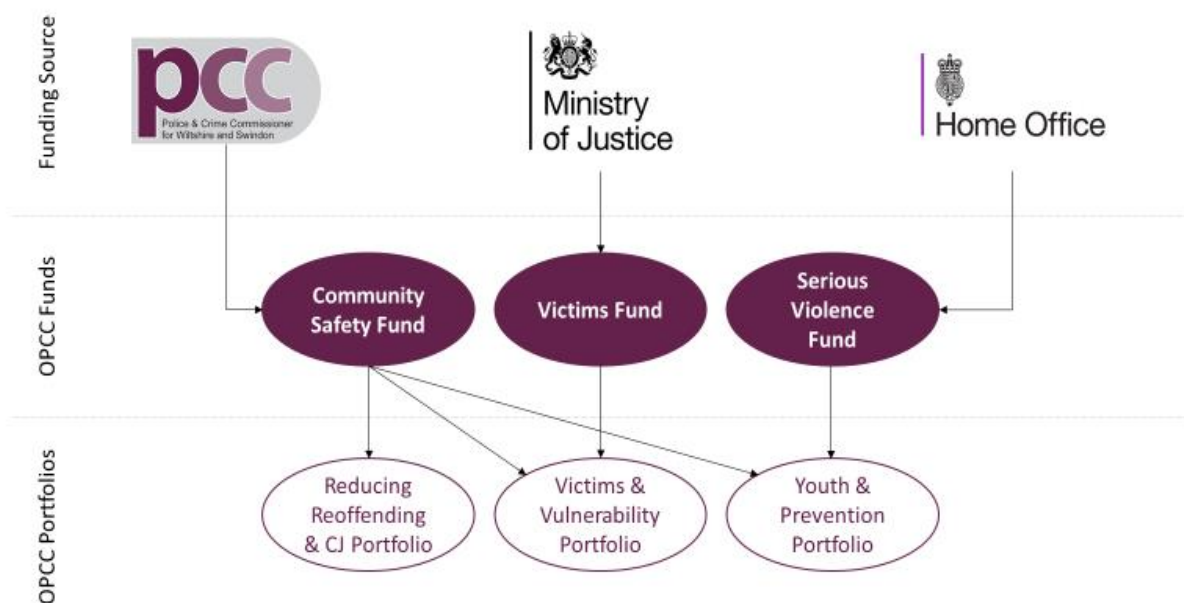 Funding Source
pcc
Police & Crime Commissioner
for Wiltshire and Swindon
Ministry
of Justice
Home Office
OPCC Funds
Community
Safety Fund
Victims Fund
Serious
Violence
Fund
OPCC Portfolios
Reducing
Reoffending
& CJ Portfolio
Victims &
Vulnerability
Portfolio
Youth &
Prevention
Portfolio